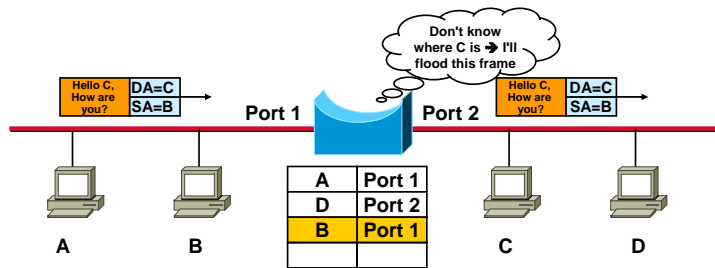 Don't know
where C is ➔ I'll
flood this frame
Hello C,
How are
you?
DA=C
SA=B
Port 1
Port 2
Hello C,
How are
you?
DA=C
SA=B
A Port 1
D Port 2
B Port 1
A
B
C
D